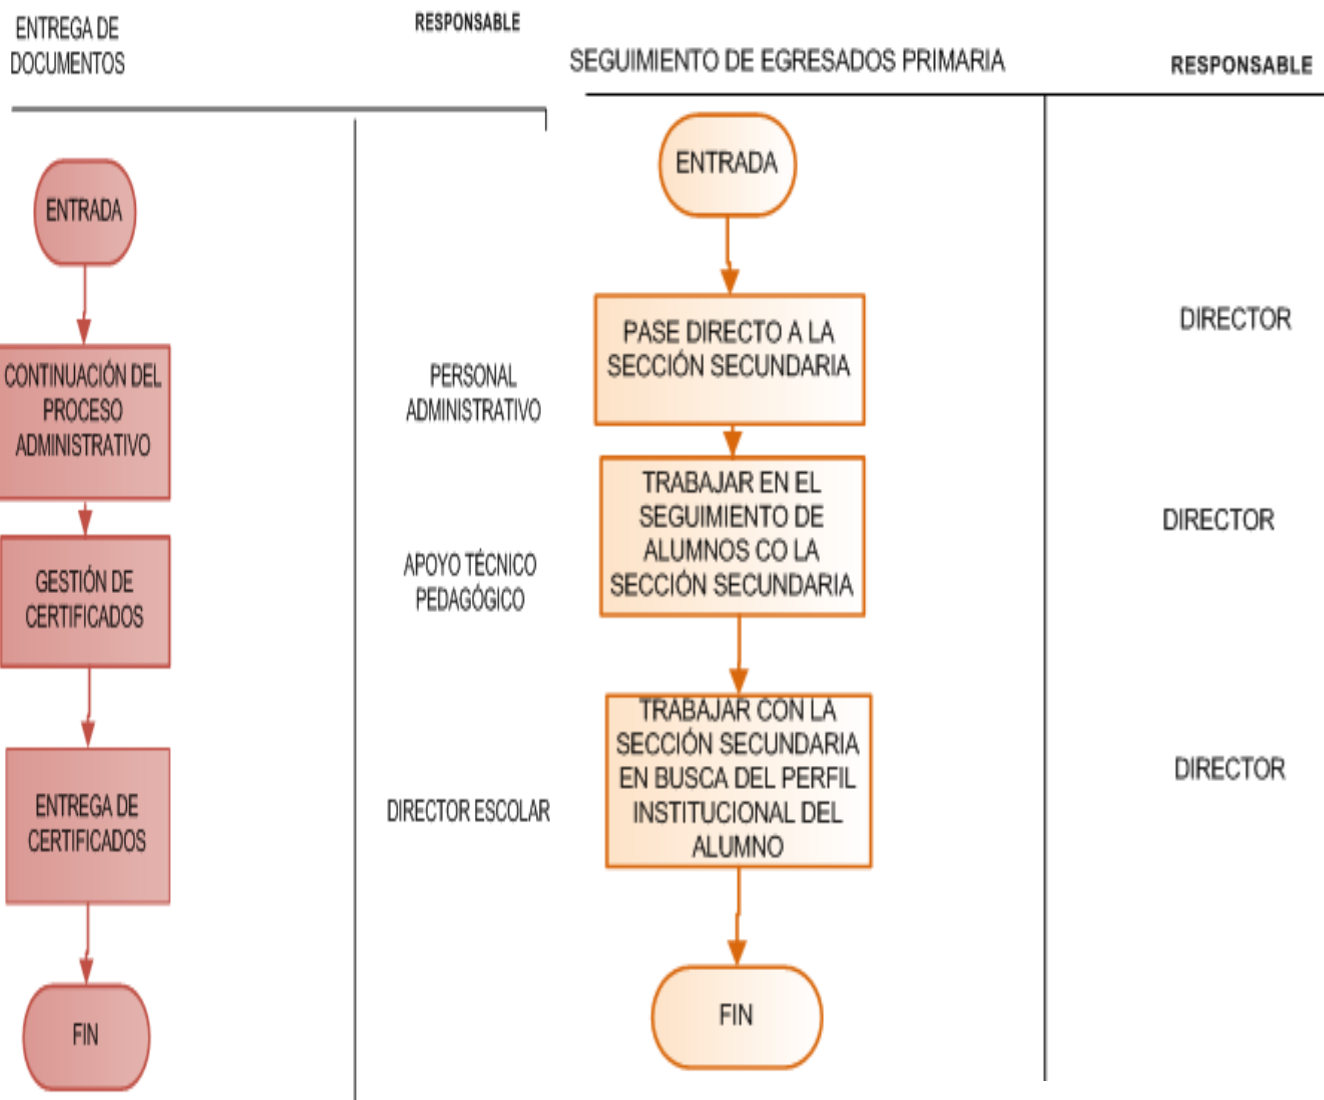 ENTREGA DE
DOCUMENTOS
RESPONSABLE
ENTRADA
CONTINUACIÓN DEL
PROCESO
ADMINISTRATIVO
PERSONAL
ADMINISTRATIVO
GESTIÓN DE
CERTIFICADOS
APOYO TÉCNICO
PEDAGÓGICO
ENTREGA DE
CERTIFICADOS
DIRECTOR ESCOLAR
FIN
SEGUIMIENTO DE EGRESADOS PRIMARIA
RESPONSABLE
ENTRADA
PASE DIRECTO A LA
SECCIÓN SECUNDARIA
DIRECTOR
TRABAJAR EN EL
SEGUIMIENTO DE
ALUMNOS CO LA
SECCIÓN SECUNDARIA
DIRECTOR
TRABAJAR CON LA
SECCIÓN SECUNDARIA
EN BUSCA DEL PERFIL
INSTITUCIONAL DEL
ALUMNO
DIRECTOR
FIN